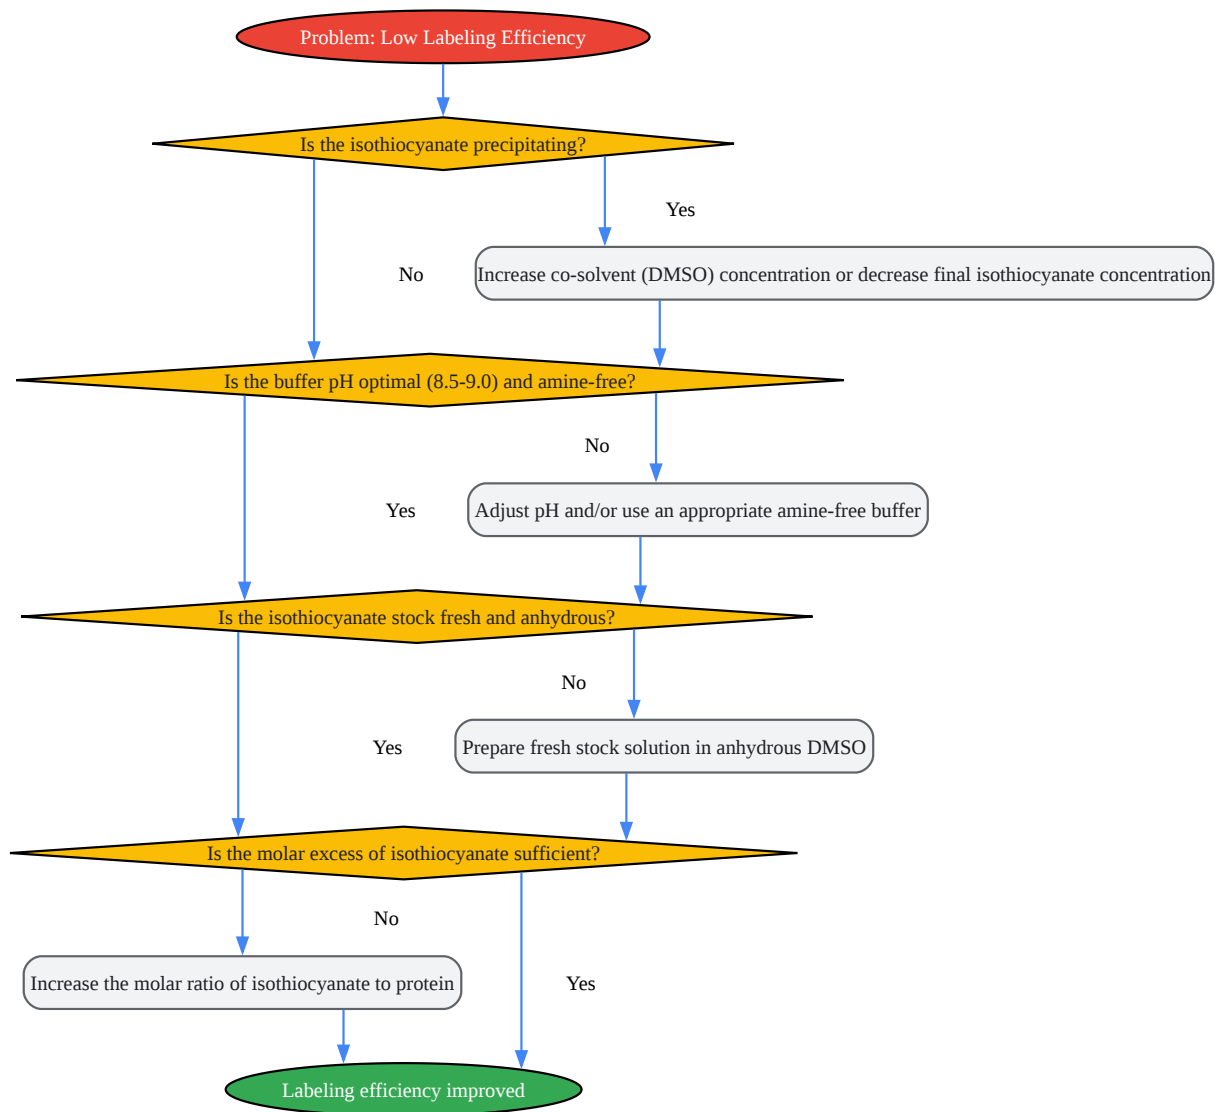 Problem: Low Labeling Efficiency
Is the isothiocyanate precipitating?
Yes
No
Increase co-solvent (DMSO) concentration or decrease final isothiocyanate concentration
Is the buffer pH optimal (8.5-9.0) and amine-free?
No
Yes
Adjust pH and/or use an appropriate amine-free buffer
Is the isothiocyanate stock fresh and anhydrous?
No
Yes
Prepare fresh stock solution in anhydrous DMSO
Is the molar excess of isothiocyanate sufficient?
No
Increase the molar ratio of isothiocyanate to protein
Yes
Labeling efficiency improved